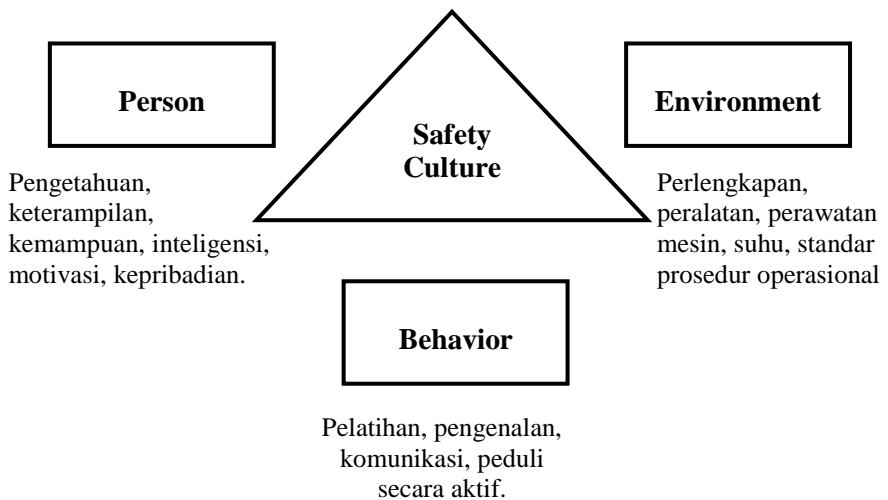 Person
Safety
Culture
Environment
Pengetahuan,
keterampilan,
kemampuan, inteligensi,
motivasi, kepribadian.
Perlengkapan,
peralatan, perawatan
mesin, suhu, standar
prosedur operasional
Behavior
Pelatihan, pengenalan,
komunikasi, peduli
secara aktif.